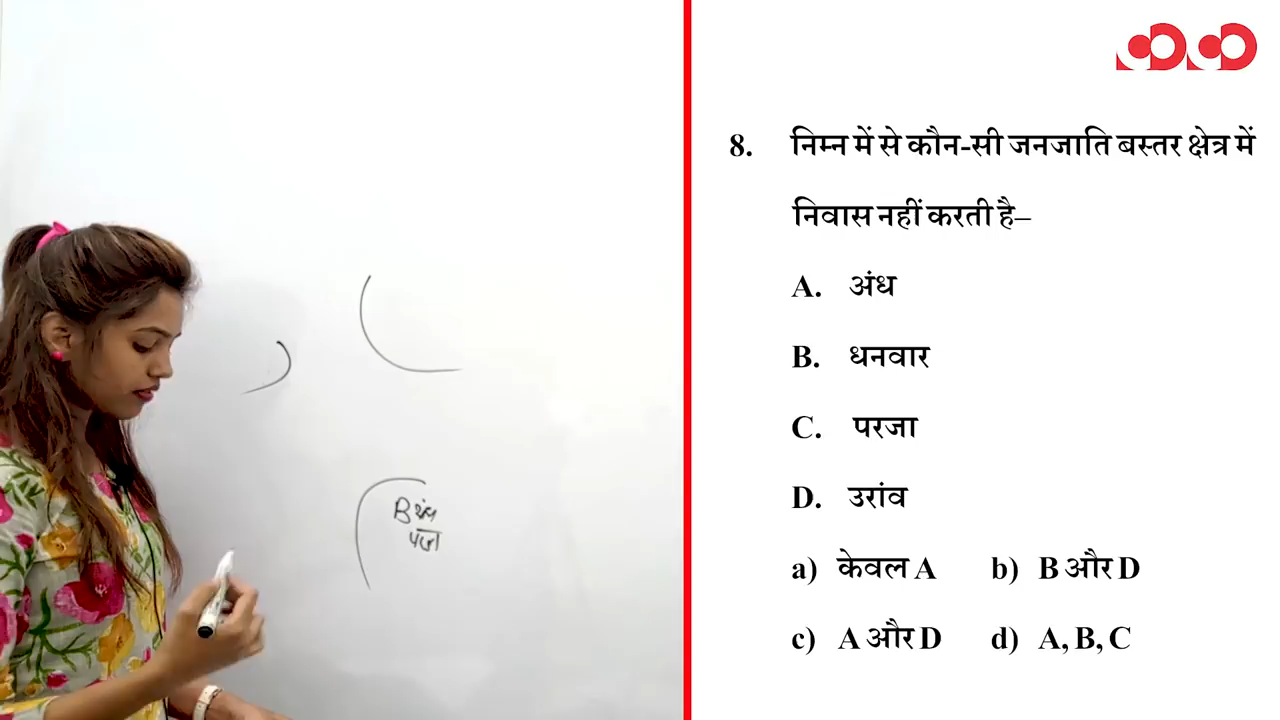 8. निम्न में से कौन-सी जनजाति बस्तर क्षेत्र में
निवास नहीं करती है–
A. अंध
B. धनवार
C. परजा
D. उरांव
a) केवल A b) B और D
c) A और D d) A, B, C
B